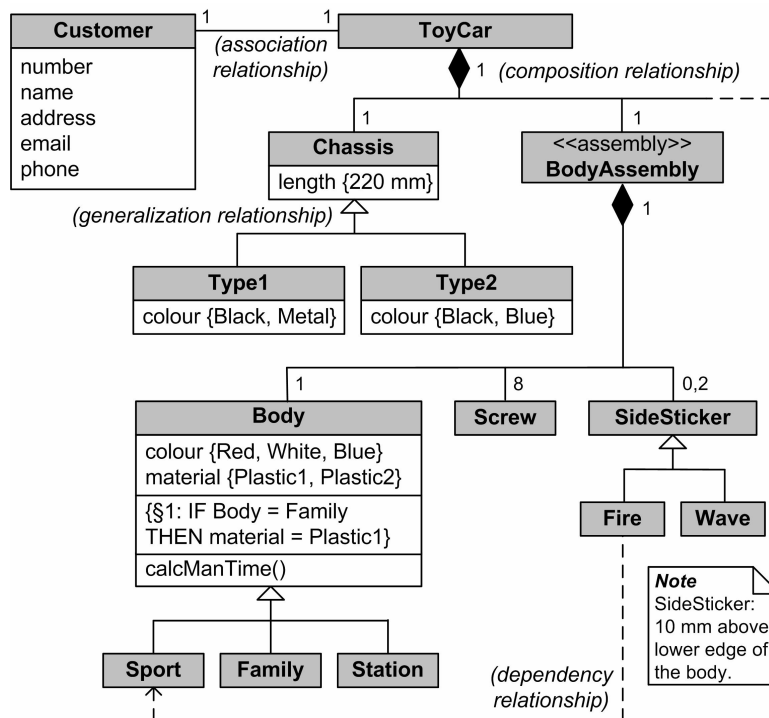 Customer
number
name
address
email
phone
1
1
(association
relationship)
ToyCar
1
(composition relationship)
1
1
Chassis
length {220 mm}
(generalization relationship)
<<assembly>>
BodyAssembly
1
Type1
colour {Black, Metal}
Type2
colour {Black, Blue}
1
8
0,2
Body
colour {Red, White, Blue}
material {Plastic1, Plastic2}
{§1: IF Body = Family
THEN material = Plastic1}
calcManTime()
Screw
SideSticker
Fire
Wave
Note
SideSticker:
10 mm above
lower edge of
the body.
Sport
Family
Station
(dependency
relationship)